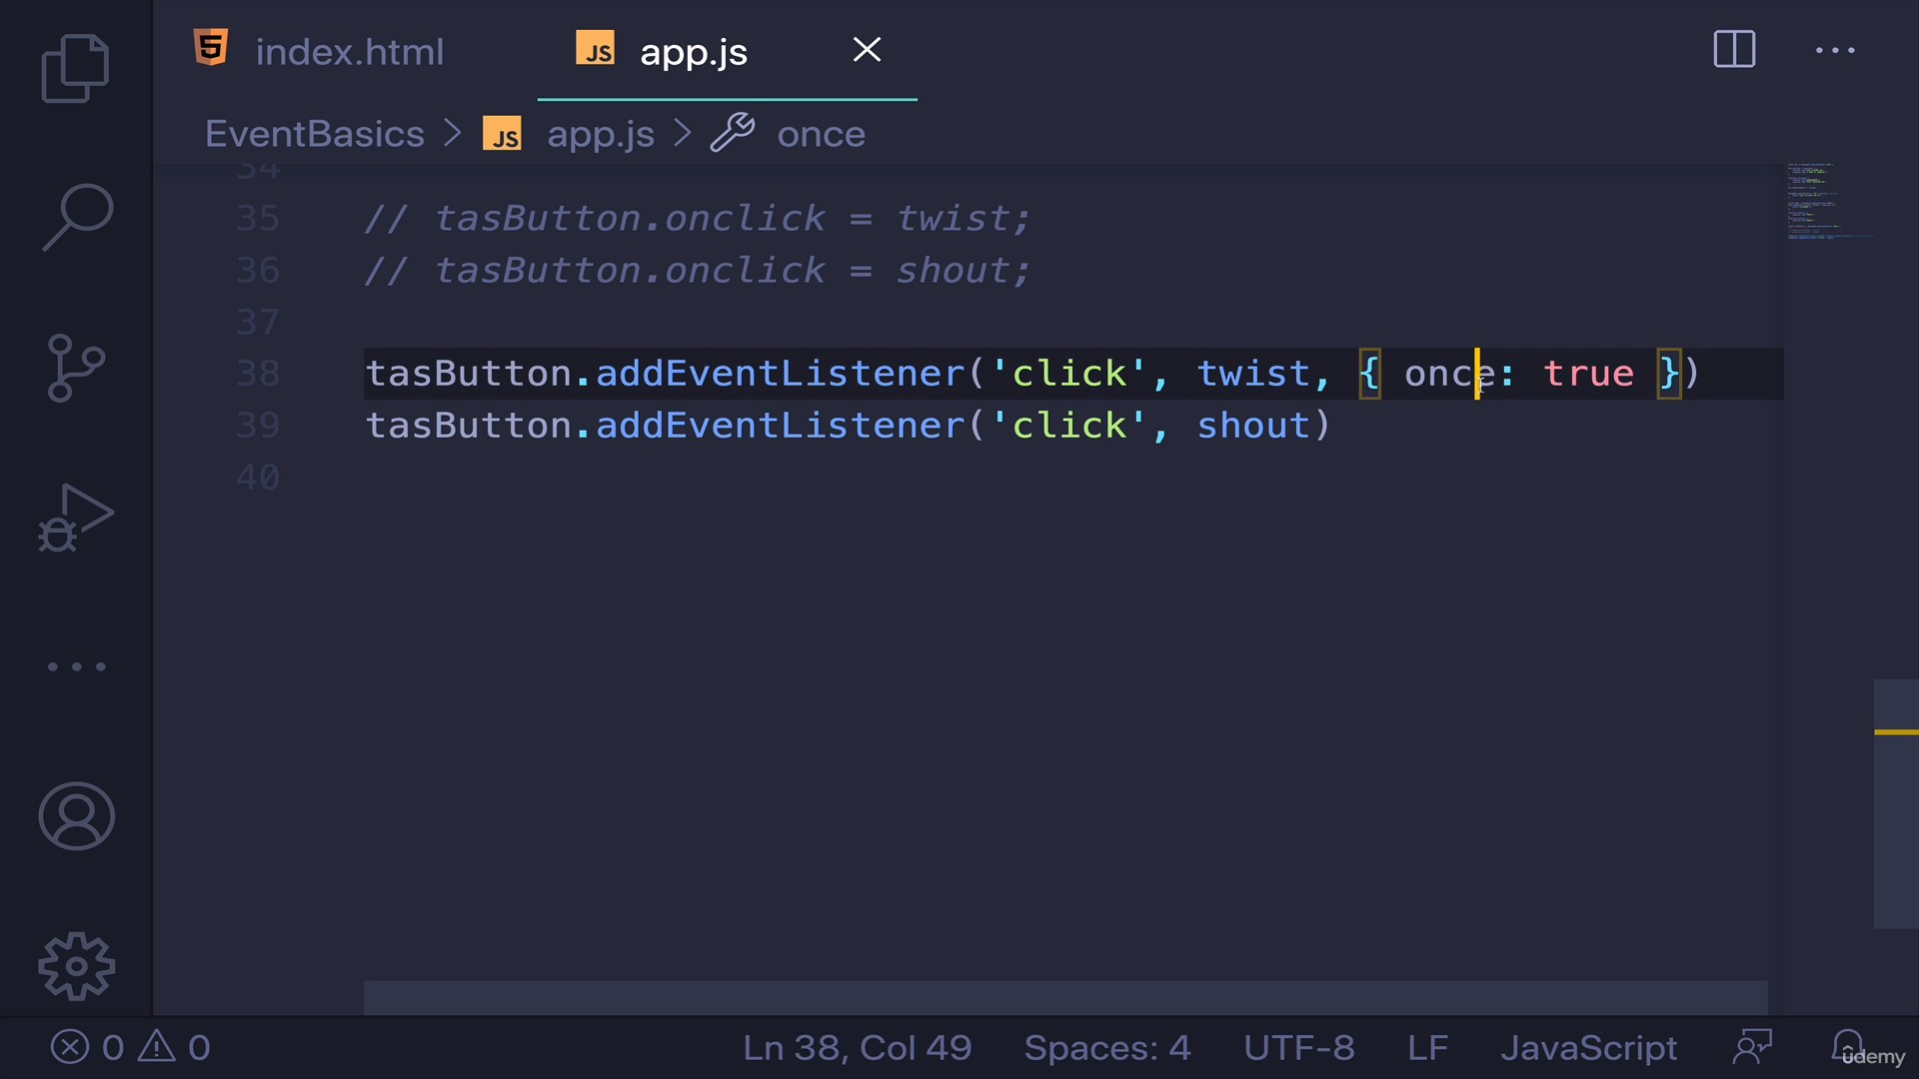 index.html
JS app.js
EventBasics > JS app.js > once
34
35 // tasButton.onclick = twist;
36 // tasButton.onclick = shout;
37
38 tasButton.addEventListener('click', twist, { once: true })
39 tasButton.addEventListener('click', shout)
40
0 0 Ln 38, Col 49 Spaces: 4 UTF-8 LF JavaScript
udemy